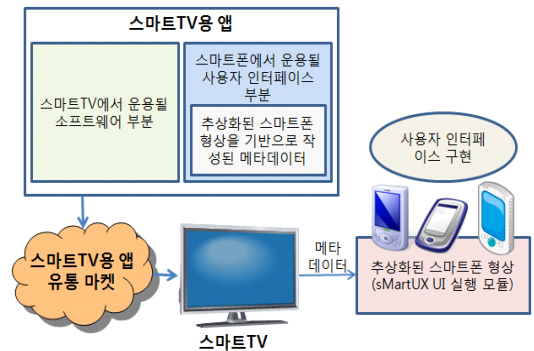 스마트TV용 앱
스마트TV에서 운용될
소프트웨어 부분
스마트폰에서 운용될
사용자 인터페이스
부분
추상화된 스마트폰
형상을 기반으로 작
성된 메타데이터
사용자 인터페
이스 구현
스마트TV용 앱
유통 마켓
메타
데이터
추상화된 스마트폰 형상
(sMartUX UI 실행 모듈)
스마트TV